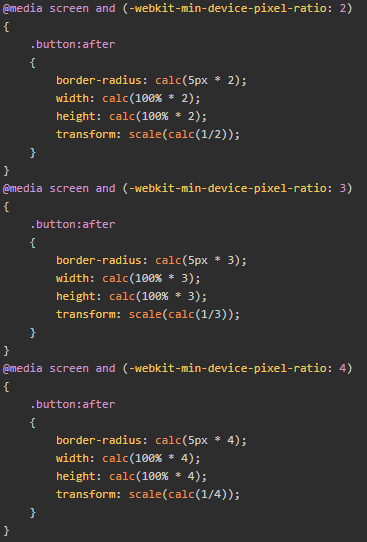 @media screen and (-webkit-min-device-pixel-ratio: 2)
{
    .button:after
    {
        border-radius: calc(5px * 2);
        width: calc(100% * 2);
        height: calc(100% * 2);
        transform: scale(calc(1/2));
    }
}
@media screen and (-webkit-min-device-pixel-ratio: 3)
{
    .button:after
    {
        border-radius: calc(5px * 3);
        width: calc(100% * 3);
        height: calc(100% * 3);
        transform: scale(calc(1/3));
    }
}
@media screen and (-webkit-min-device-pixel-ratio: 4)
{
    .button:after
    {
        border-radius: calc(5px * 4);
        width: calc(100% * 4);
        height: calc(100% * 4);
        transform: scale(calc(1/4));
    }
}